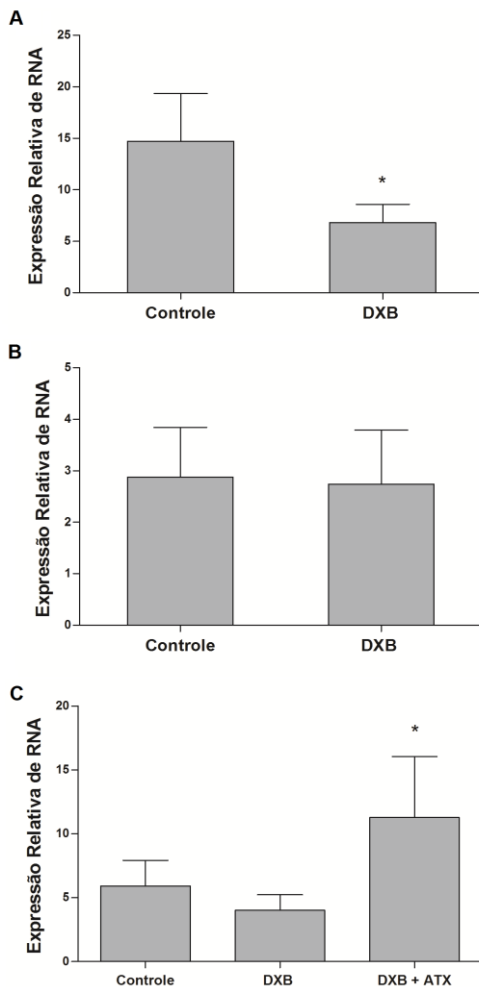 A
Expressão Relativa de RNA
25
20
15
10
5
0
*
Controle DXB
B
Expressão Relativa de RNA
5
4
3
2
1
0
Controle DXB
C
Expressão Relativa de RNA
20
15
10
5
0
*
Controle DXB DXB + ATX